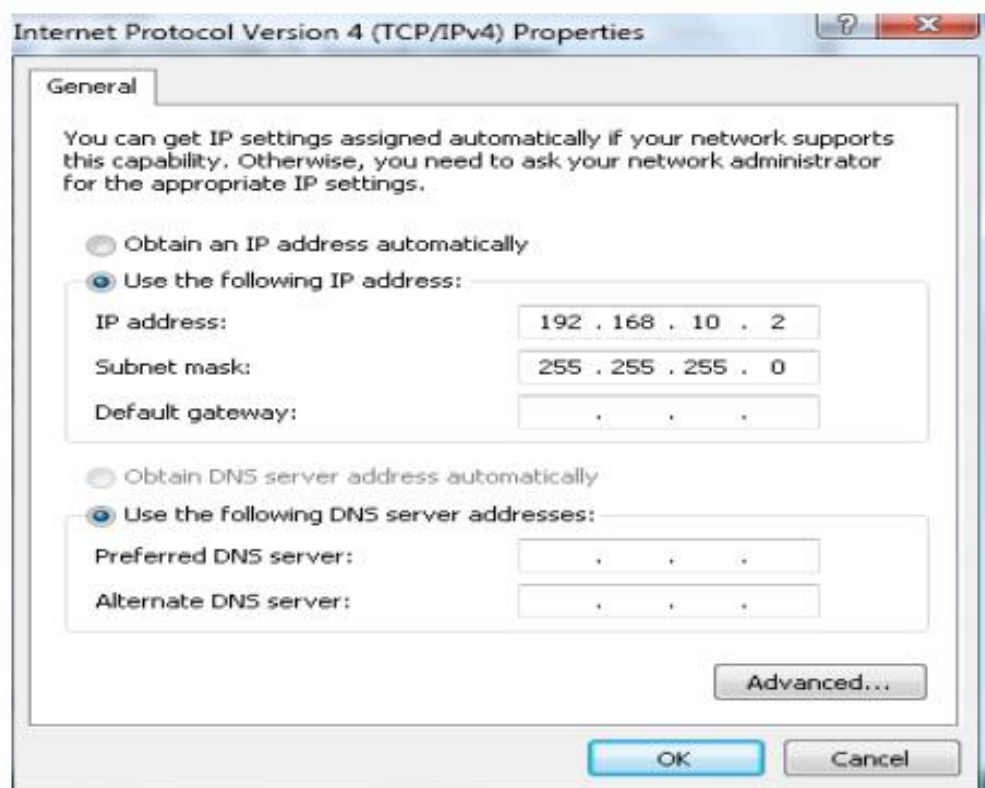 Internet Protocol Version 4 (TCP/IPv4) Properties
?
X
General
You can get IP settings assigned automatically if your network supports
this capability. Otherwise, you need to ask your network administrator
for the appropriate IP settings.
Obtain an IP address automatically
Use the following IP address:
IP address: 192 . 168 . 10 . 2
Subnet mask: 255 . 255 . 255 . 0
Default gateway: . . .
Obtain DNS server address automatically
Use the following DNS server addresses:
Preferred DNS server: . . .
Alternate DNS server: . . .
Advanced...
OK Cancel